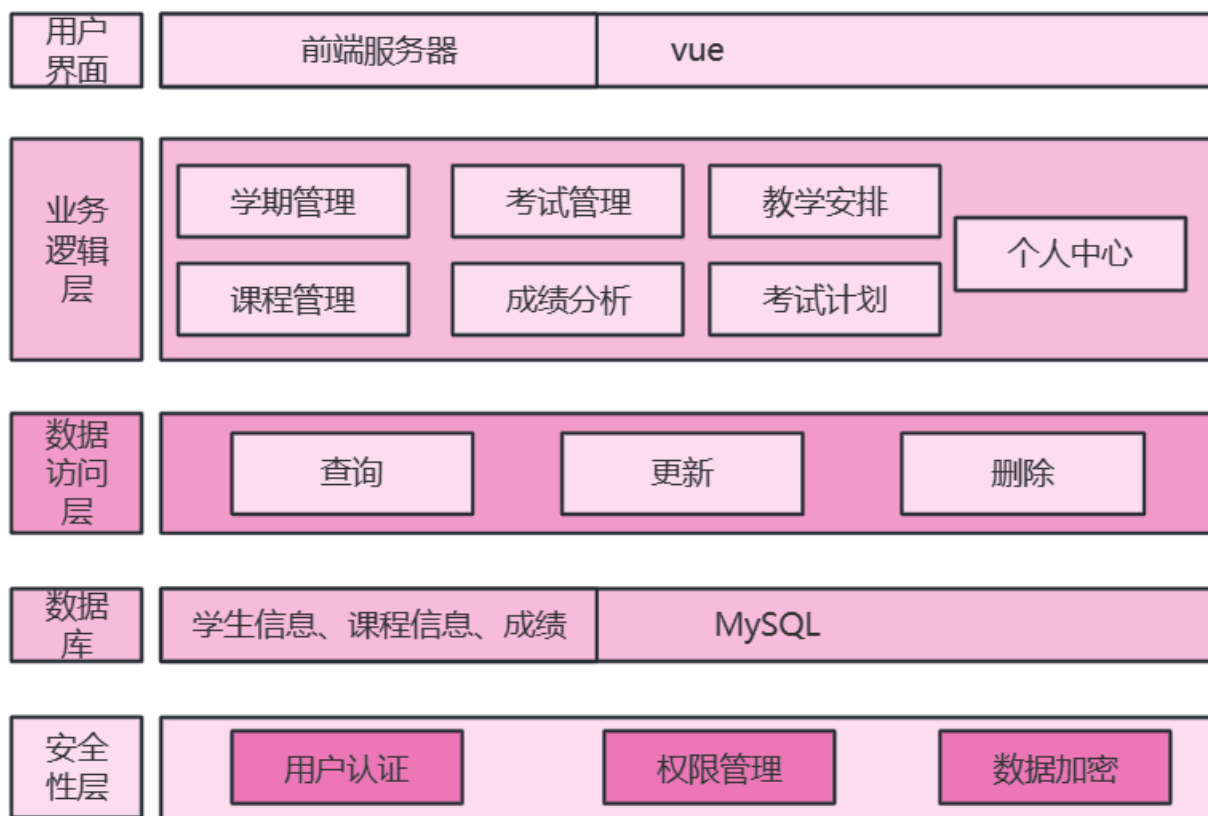 用户
界面
前端服务器
vue
业务
逻辑
层
学期管理
考试管理
教学安排
个人中心
课程管理
成绩分析
考试计划
数据
访问
层
查询
更新
删除
数据
库
学生信息、课程信息、成绩
MySQL
安全
性层
用户认证
权限管理
数据加密